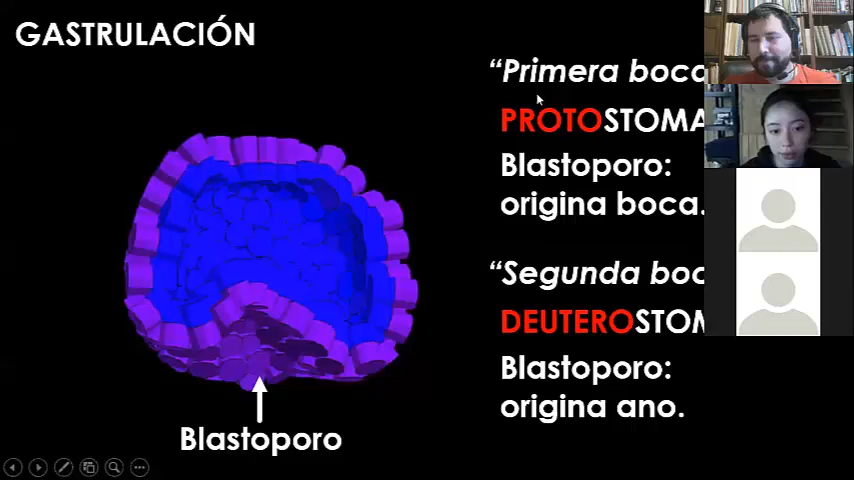 GASTRULACIÓN
“Primera boca
PROTOSTOMA
Blastoporo:
origina boca.
“Segunda boc
DEUTEROSTOM
Blastoporo:
origina ano.
Blastoporo